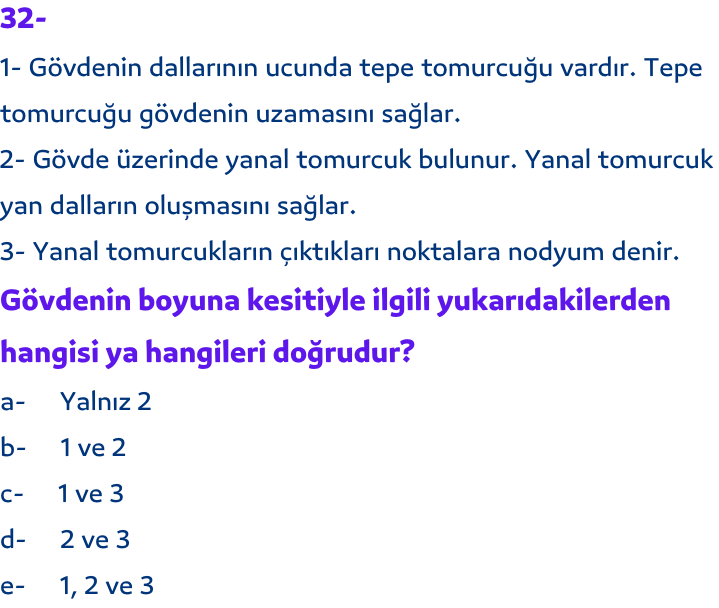 32-
1- Gövdenin dallarının ucunda tepe tomurcuğu vardır. Tepe
tomurcuğu gövdenin uzamasını sağlar.
2- Gövde üzerinde yanal tomurcuk bulunur. Yanal tomurcuk
yan dalların oluşmasını sağlar.
3- Yanal tomurcukların çıktıkları noktalara nodyum denir.
Gövdenin boyuna kesitiyle ilgili yukarıdakilerden
hangisi ya hangileri doğrudur?
a- Yalnız 2
b- 1 ve 2
c- 1 ve 3
d- 2 ve 3
e- 1, 2 ve 3